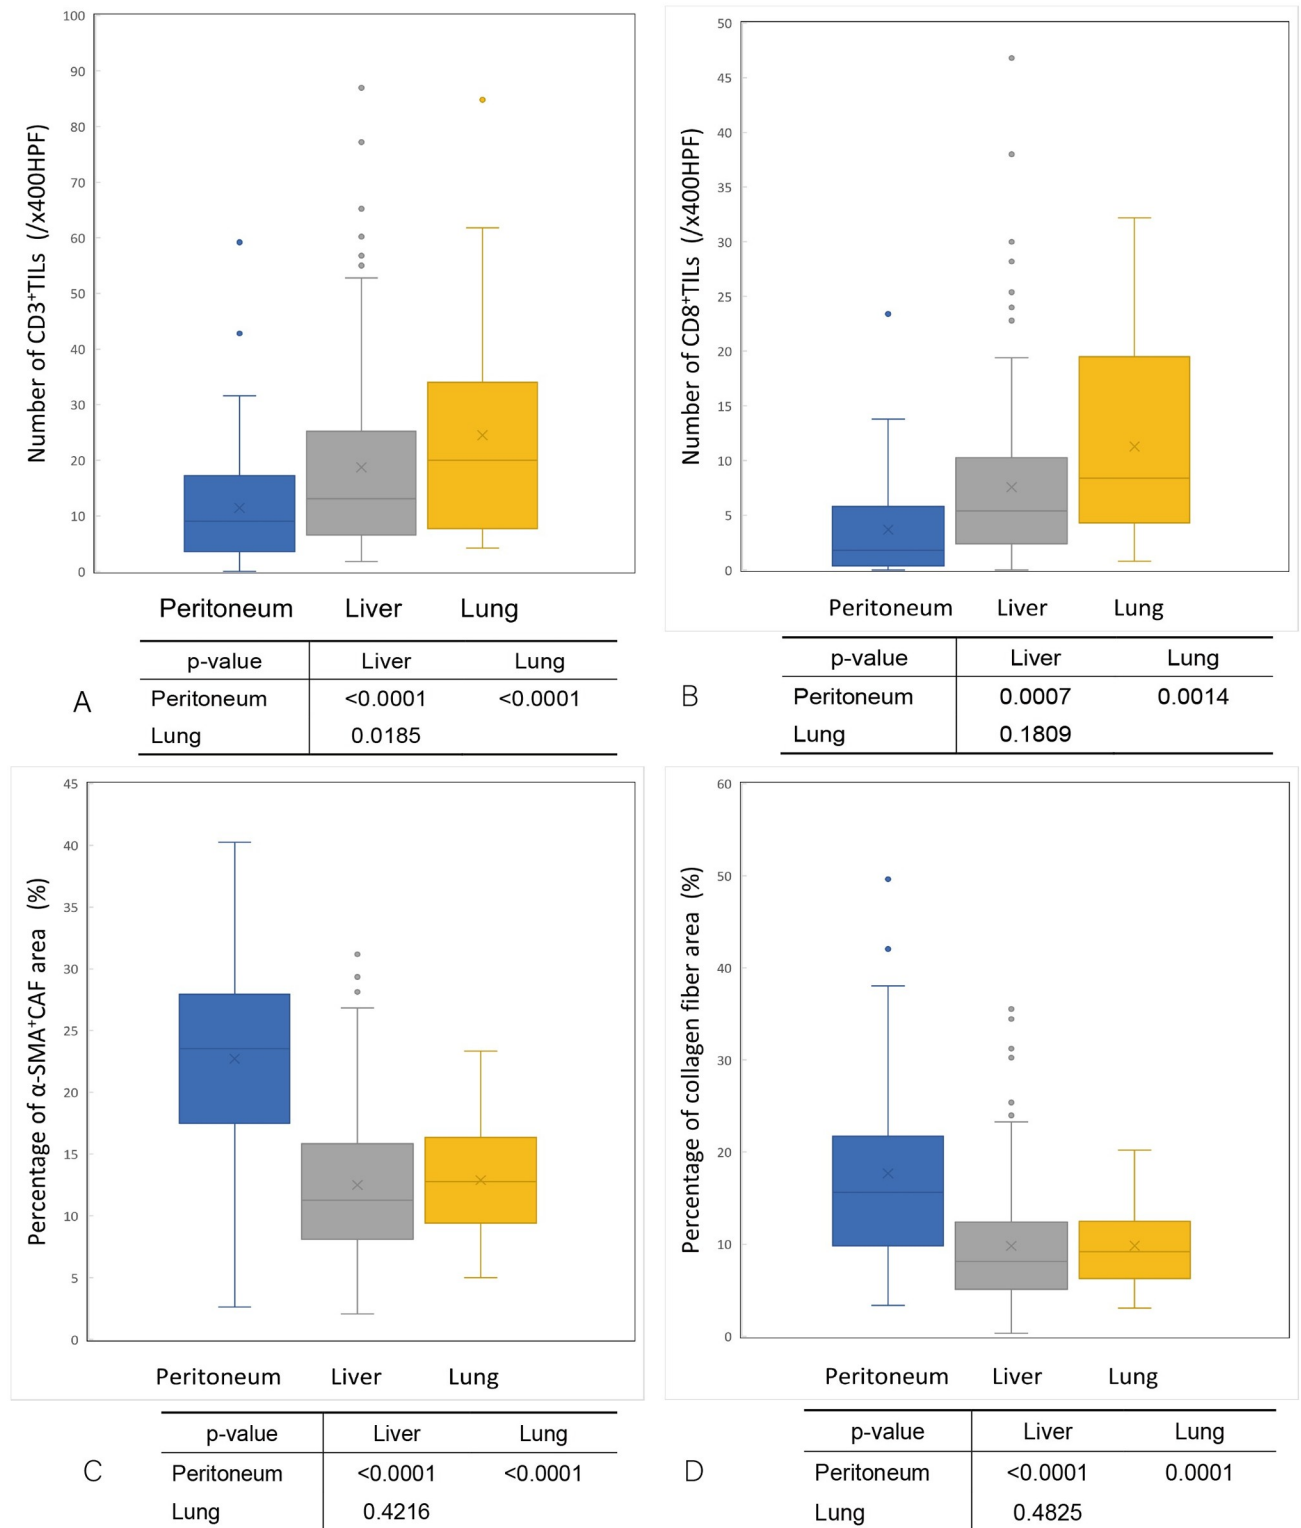 Number of CD3⁺TILs (/x400HPF)
100
90
80
70
60
50
40
30
20
10
0
Peritoneum Liver Lung
p-value Liver Lung
Peritoneum <0.0001 <0.0001
Lung 0.0185
A
Number of CD8⁺TILs (/x400HPF)
50
45
40
35
30
25
20
15
10
5
0
Peritoneum Liver Lung
p-value Liver Lung
Peritoneum 0.0007 0.0014
Lung 0.1809
B
Percentage of α-SMA⁺CAF area (%)
45
40
35
30
25
20
15
10
5
0
Peritoneum Liver Lung
p-value Liver Lung
Peritoneum <0.0001 <0.0001
Lung 0.4216
C
Percentage of collagen fiber area (%)
60
50
40
30
20
10
0
Peritoneum Liver Lung
p-value Liver Lung
Peritoneum <0.0001 0.0001
Lung 0.4825
D